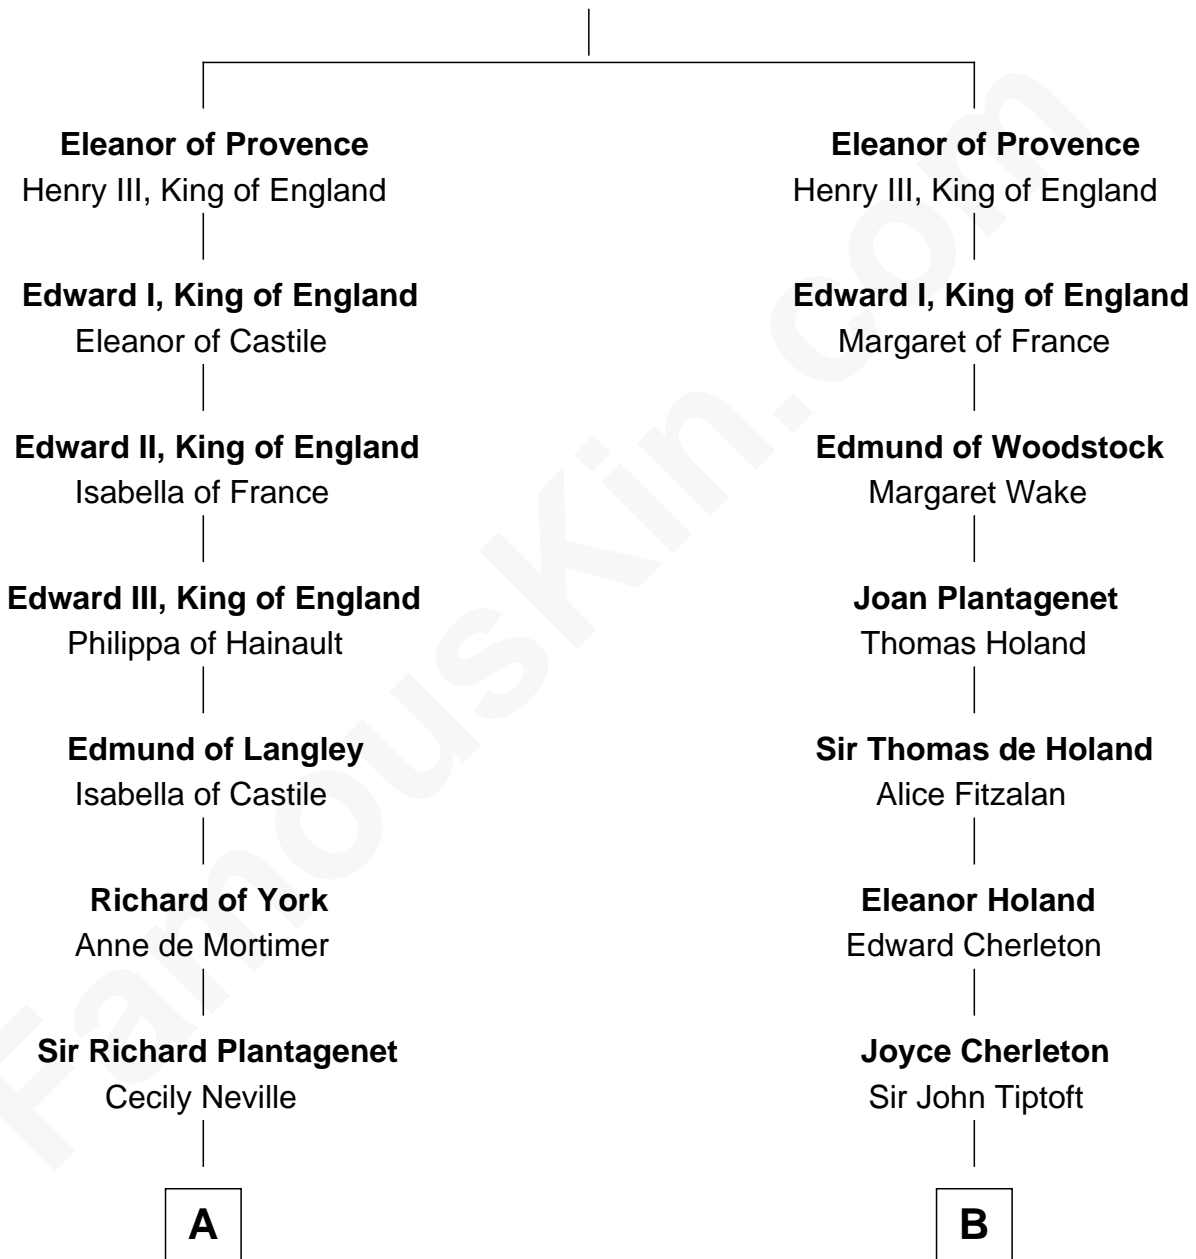 Eleanor of Provence
Henry III, King of England
Edward I, King of England
Eleanor of Castile
Edward II, King of England
Isabella of France
Edward III, King of England
Philippa of Hainault
Edmund of Langley
Isabella of Castile
Richard of York
Anne de Mortimer
Sir Richard Plantagenet
Cecily Neville
A
Eleanor of Provence
Henry III, King of England
Edward I, King of England
Margaret of France
Edmund of Woodstock
Margaret Wake
Joan Plantagenet
Thomas Holand
Sir Thomas de Holand
Alice Fitzalan
Eleanor Holand
Edward Cherleton
Joyce Cherleton
Sir John Tiptoft
B
FamousKin.com